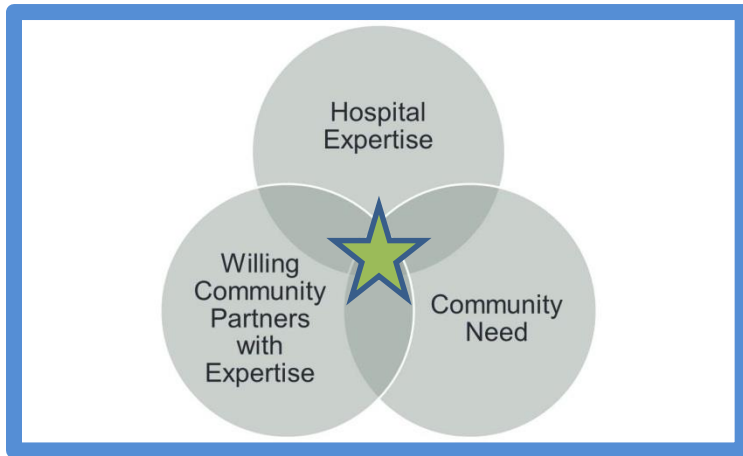 Hospital
Expertise
Willing
Community
Partners
with
Expertise
Community
Need